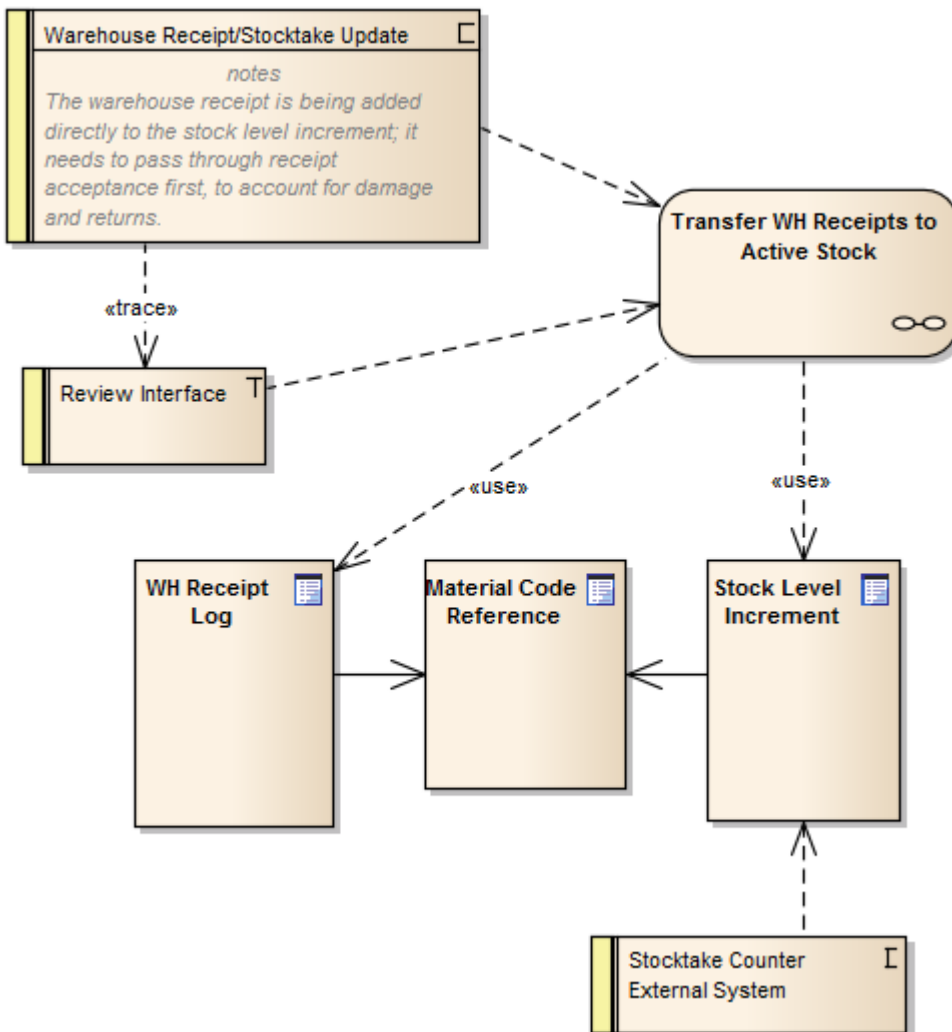 Warehouse Receipt/Stocktake Update
notes
The warehouse receipt is being added
directly to the stock level increment; it
needs to pass through receipt
acceptance first, to account for damage
and returns.
Transfer WH Receipts to
Active Stock
«trace»
Review Interface
«use»
«use»
WH Receipt
Log
Material Code
Reference
Stock Level
Increment
Stocktake Counter
External System